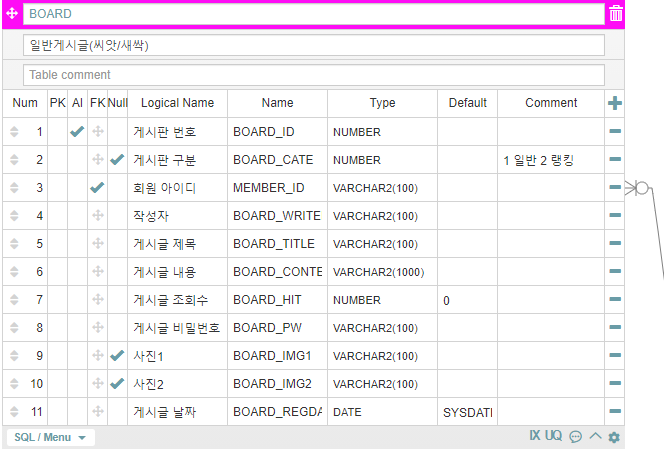 BOARD
일반게시글(씨앗/새싹)
Table comment
Num PK AI FK Null Logical Name Name Type Default Comment
1 게시판 번호 BOARD_ID NUMBER
2 게시판 구분 BOARD_CATE NUMBER 1 일반 2 랭킹
3 회원 아이디 MEMBER_ID VARCHAR2(100)
4 작성자 BOARD_WRITE VARCHAR2(100)
5 게시글 제목 BOARD_TITLE VARCHAR2(100)
6 게시글 내용 BOARD_CONTE VARCHAR2(1000)
7 게시글 조회수 BOARD_HIT NUMBER 0
8 게시글 비밀번호 BOARD_PW VARCHAR2(100)
9 사진1 BOARD_IMG1 VARCHAR2(100)
10 사진2 BOARD_IMG2 VARCHAR2(100)
11 게시글 날짜 BOARD_REGDA DATE SYSDATI
SQL / Menu IX UQ